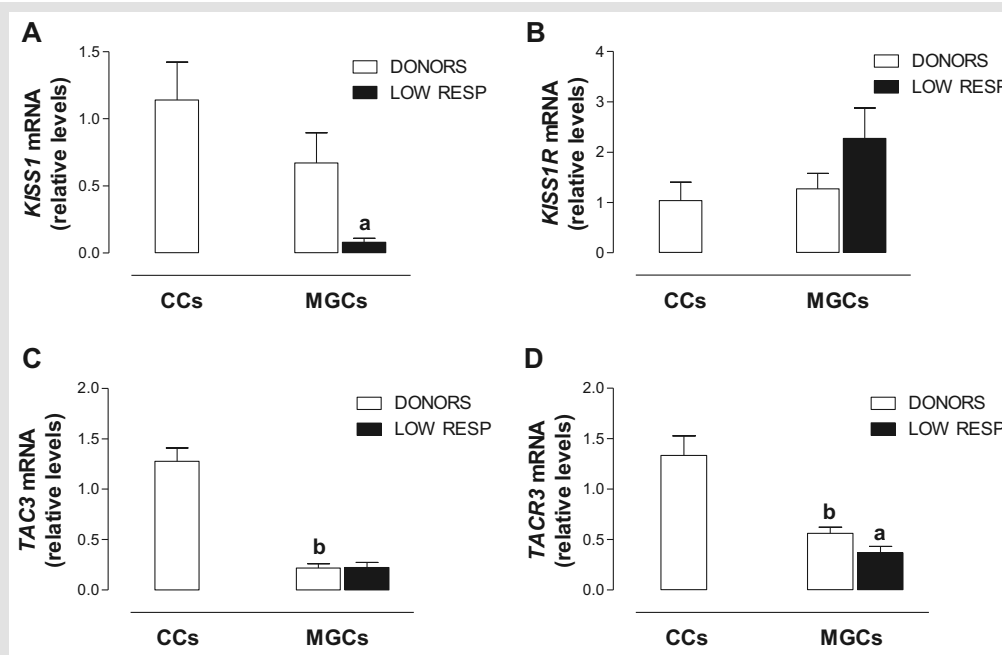 A
KISS1 mRNA
(relative levels)
1.5
1.0
0.5
0.0
DONORS
LOW RESP
a
CCs
MGCs
B
KISS1R mRNA
(relative levels)
4
3
2
1
0
DONORS
LOW RESP
CCs
MGCs
C
TAC3 mRNA
(relative levels)
2.0
1.5
1.0
0.5
0.0
DONORS
LOW RESP
b
CCs
MGCs
D
TACR3 mRNA
(relative levels)
2.0
1.5
1.0
0.5
0.0
DONORS
LOW RESP
b
a
CCs
MGCs